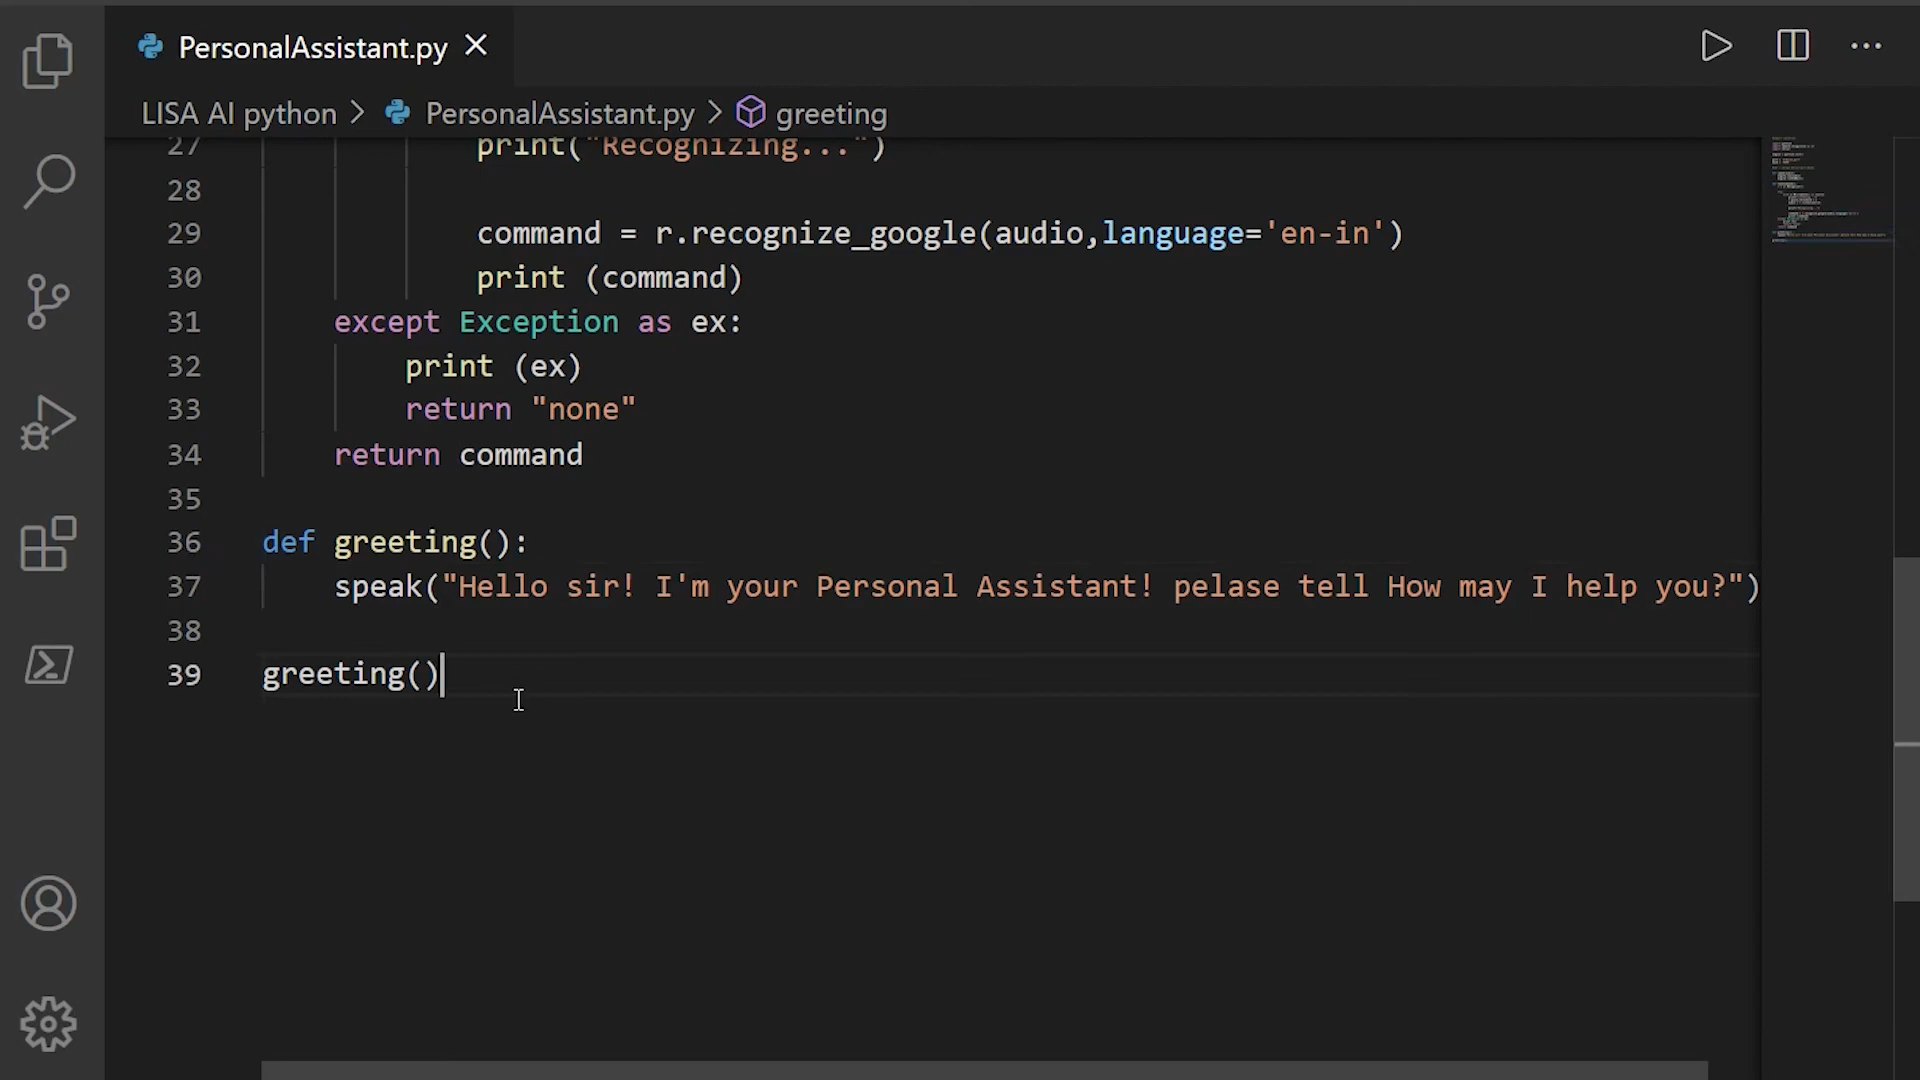 PersonalAssistant.py
LISA AI python > PersonalAssistant.py > greeting
27 print("Recognizing...")
28
29 command = r.recognize_google(audio,language='en-in')
30 print (command)
31 except Exception as ex:
32 print (ex)
33 return "none"
34 return command
35
36 def greeting():
37 speak("Hello sir! I'm your Personal Assistant! pelase tell How may I help you?")
38
39 greeting()